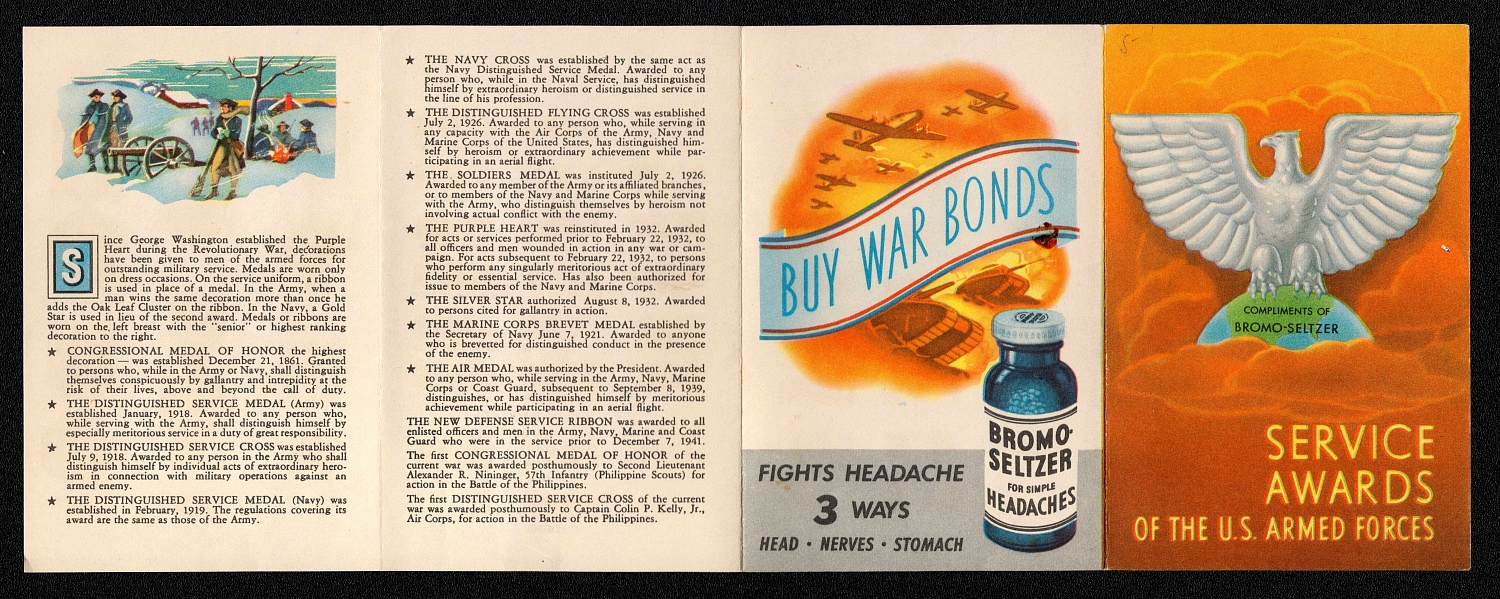 Since George Washington established the Purple
Heart during the Revolutionary War, decorations
have been given to men of the armed forces for
outstanding military service. Medals are worn only
on dress occasions. On the service uniform, a ribbon
is used in place of a medal. In the Army, when a
man wins the same decoration more than once he
adds the Oak Leaf Cluster on the ribbon. In the Navy, a Gold
Star is used in lieu of the second award. Medals or ribbons are
worn on the left breast with the "senior" or highest ranking
decoration to the right.
★ CONGRESSIONAL MEDAL OF HONOR the highest
decoration — was established December 21, 1861. Granted
to persons who, while in the Army or Navy, shall distinguish
themselves conspicuously by gallantry and intrepidity at the
risk of their lives, above and beyond the call of duty.
★ THE DISTINGUISHED SERVICE MEDAL (Army) was
established January, 1918. Awarded to any person who,
while serving with the Army, shall distinguish himself by
especially meritorious service in a duty of great responsibility.
★ THE DISTINGUISHED SERVICE CROSS was established
July 9, 1918. Awarded to any person in the Army who shall
distinguish himself by individual acts of extraordinary hero-
ism in connection with military operations against an
armed enemy.
★ THE DISTINGUISHED SERVICE MEDAL (Navy) was
established in February, 1919. The regulations covering its
award are the same as those of the Army.
★ THE NAVY CROSS was established by the same act as
the Navy Distinguished Service Medal. Awarded to any
person who, while in the Naval Service, has distinguished
himself by extraordinary heroism or distinguished service in
the line of his profession.
★ THE DISTINGUISHED FLYING CROSS was established
July 2, 1926. Awarded to any person who, while serving in
any capacity with the Air Corps of the Army, Navy and
Marine Corps of the United States, has distinguished him-
self by heroism or extraordinary achievement while par-
ticipating in an aerial flight.
★ THE SOLDIERS MEDAL was instituted July 2, 1926.
Awarded to any member of the Army or its affiliated branches,
or to members of the Navy and Marine Corps while serving
with the Army, who distinguish themselves by heroism not
involving actual conflict with the enemy.
★ THE PURPLE HEART was reinstituted in 1932. Awarded
for acts or services performed prior to February 22, 1932, to
all officers and men wounded in action in any war or cam-
paign. For acts subsequent to February 22, 1932, to persons
who perform any singularly meritorious act of extraordinary
fidelity or essential service. Has also been authorized for
issue to members of the Navy and Marine Corps.
★ THE SILVER STAR authorized August 8, 1932. Awarded
to persons cited for gallantry in action.
★ THE MARINE CORPS BREVET MEDAL established by
the Secretary of Navy June 7, 1921. Awarded to anyone
who is brevetted for distinguished conduct in the presence
of the enemy.
★ THE AIR MEDAL was authorized by the President. Awarded
to any person who, while serving in the Army, Navy, Marine
Corps or Coast Guard, subsequent to September 8, 1939,
distinguishes, or has distinguished himself by meritorious
achievement while participating in an aerial flight.
THE NEW DEFENSE SERVICE RIBBON was awarded to all
enlisted officers and men in the Army, Navy, Marine and Coast
Guard who were in the service prior to December 7, 1941.
The first CONGRESSIONAL MEDAL OF HONOR of the
current war was awarded posthumously to Second Lieutenant
Alexander R. Nininger, 57th Infantry (Philippine Scouts) for
action in the Battle of the Philippines.
The first DISTINGUISHED SERVICE CROSS of the current
war was awarded posthumously to Captain Colin P. Kelly, Jr.,
Air Corps, for action in the Battle of the Philippines.
BUY WAR BONDS
BROMO-
SELTZER
FOR SIMPLE
HEADACHES
FIGHTS HEADACHE
3 WAYS
HEAD • NERVES • STOMACH
5-
COMPLIMENTS OF
BROMO-SELTZER
SERVICE
AWARDS
OF THE U.S. ARMED FORCES